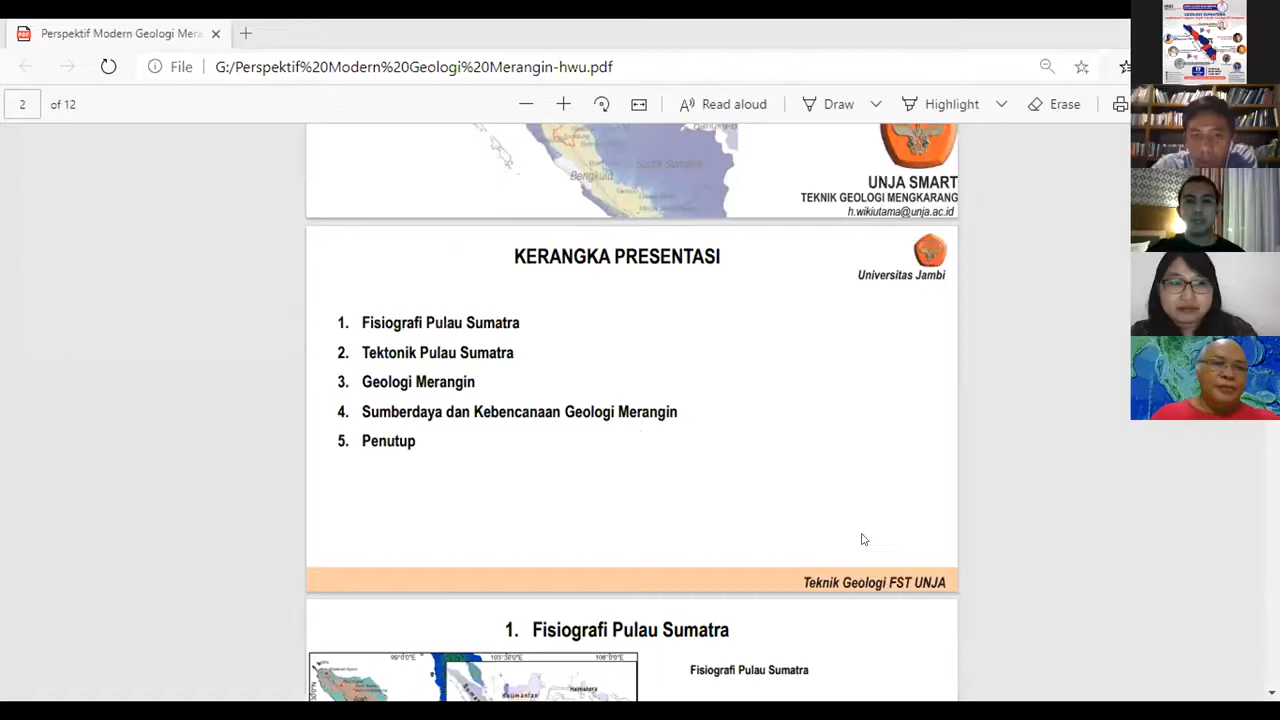 Perspektif Modern Geologi Mera
File
G:/Perspektif%20Modern%20Geologi%20Merangin-hwu.pdf
2 of 12
Read aloud
Draw
Highlight
Erase
GEOLOGI SUMATERA
Bengkulu
UNJA SMART
TEKNIK GEOLOGI MENGKARANG
h.wikiutama@unja.ac.id
KERANGKA PRESENTASI
Universitas Jambi
1. Fisiografi Pulau Sumatra
2. Tektonik Pulau Sumatra
3. Geologi Merangin
4. Sumberdaya dan Kebencanaan Geologi Merangin
5. Penutup
Teknik Geologi FST UNJA
1. Fisiografi Pulau Sumatra
Fisiografi Pulau Sumatra
Kalimantan